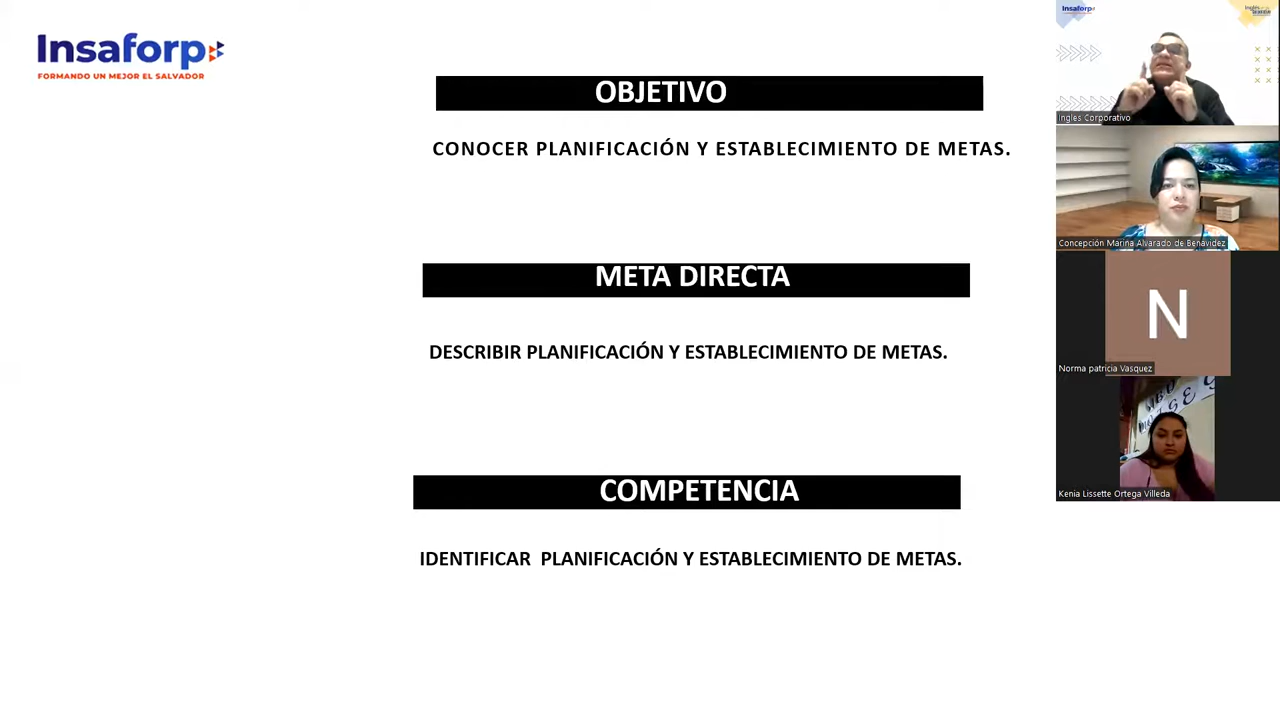 Insaforp
FORMANDO UN MEJOR EL SALVADOR
OBJETIVO
CONOCER PLANIFICACIÓN Y ESTABLECIMIENTO DE METAS.
META DIRECTA
DESCRIBIR PLANIFICACIÓN Y ESTABLECIMIENTO DE METAS.
COMPETENCIA
IDENTIFICAR PLANIFICACIÓN Y ESTABLECIMIENTO DE METAS.
Insaforp
Ingles Corporativo
Concepción Marina Alvarado de Benavidez
N
Norma patricia Vasquez
Kenia Lissette Ortega Villeda